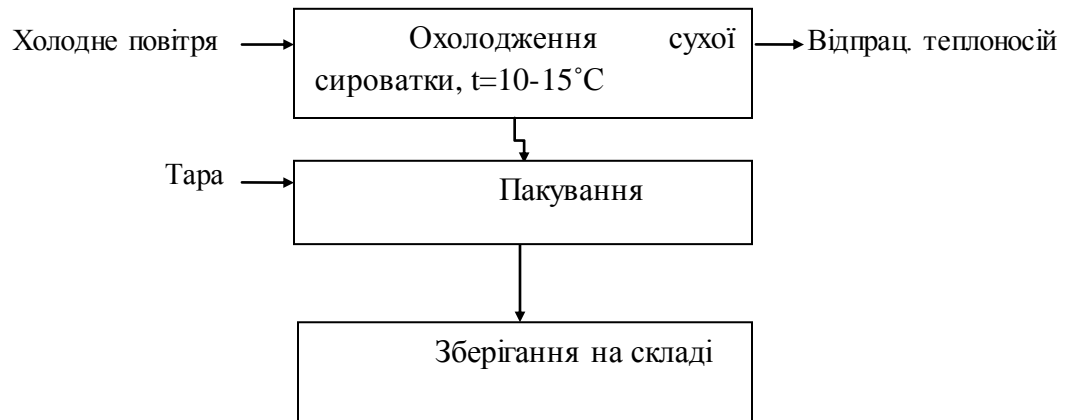 Холодне повітря
Охолодження сухої
сироватки, t=10-15˚C
Відпрац. теплоносій
Тара
Пакування
Зберігання на складі